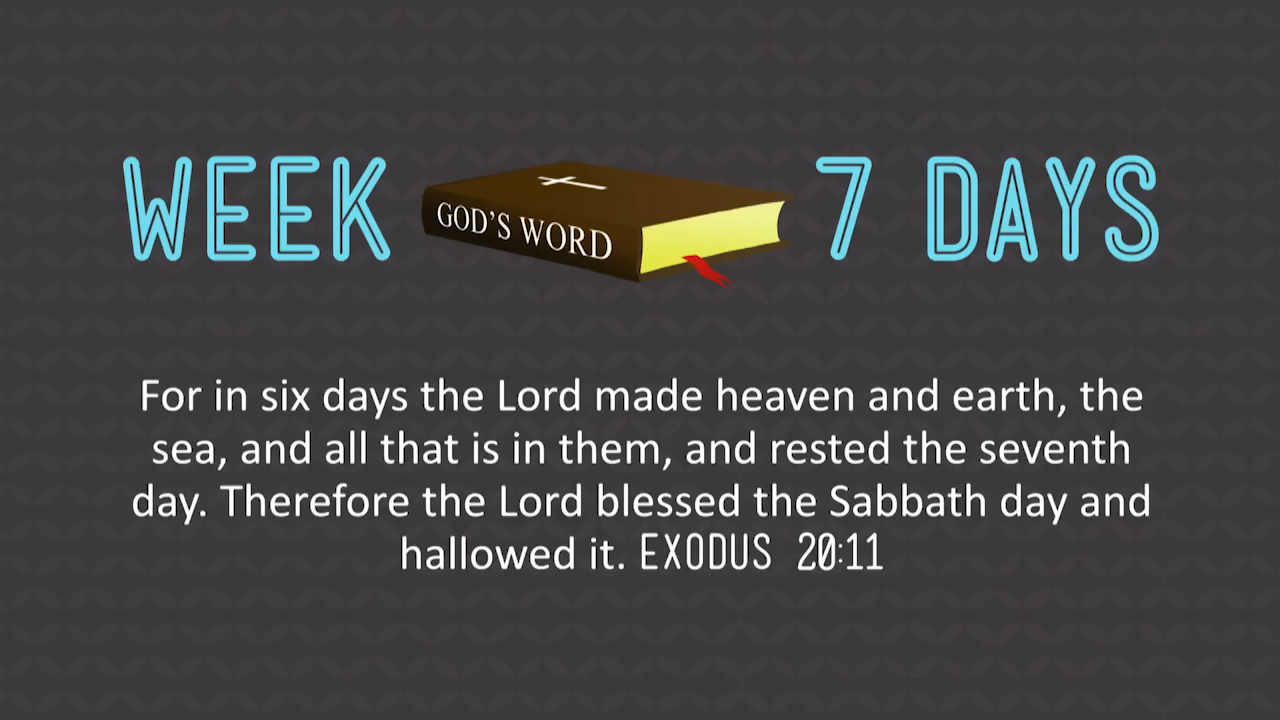 WEEK GOD'S WORD 7 DAYS
For in six days the Lord made heaven and earth, the
sea, and all that is in them, and rested the seventh
day. Therefore the Lord blessed the Sabbath day and
hallowed it. EXODUS 20:11